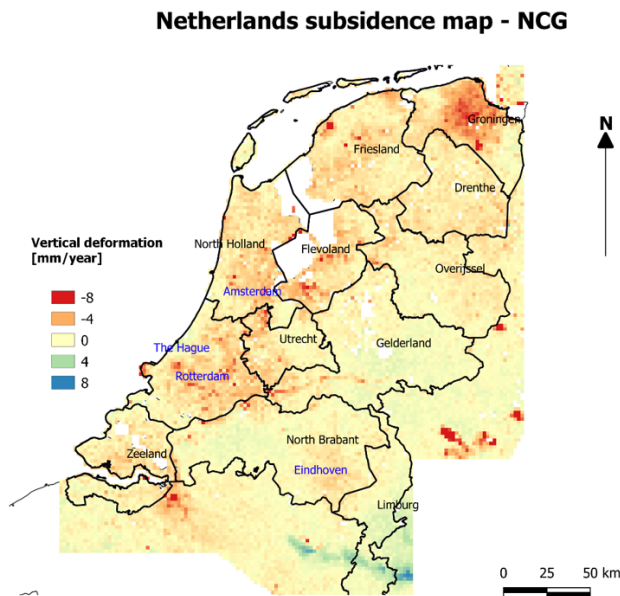 Netherlands subsidence map - NCG
Groningen
N
Friesland
Drenthe
Vertical deformation
[mm/year]
North Holland
Flevoland
Overijssel
-8
Amsterdam
-4
0
The Hague
Utrecht
Gelderland
4
Rotterdam
8
North Brabant
Zeeland
Eindhoven
Limburg
0 25 50 km